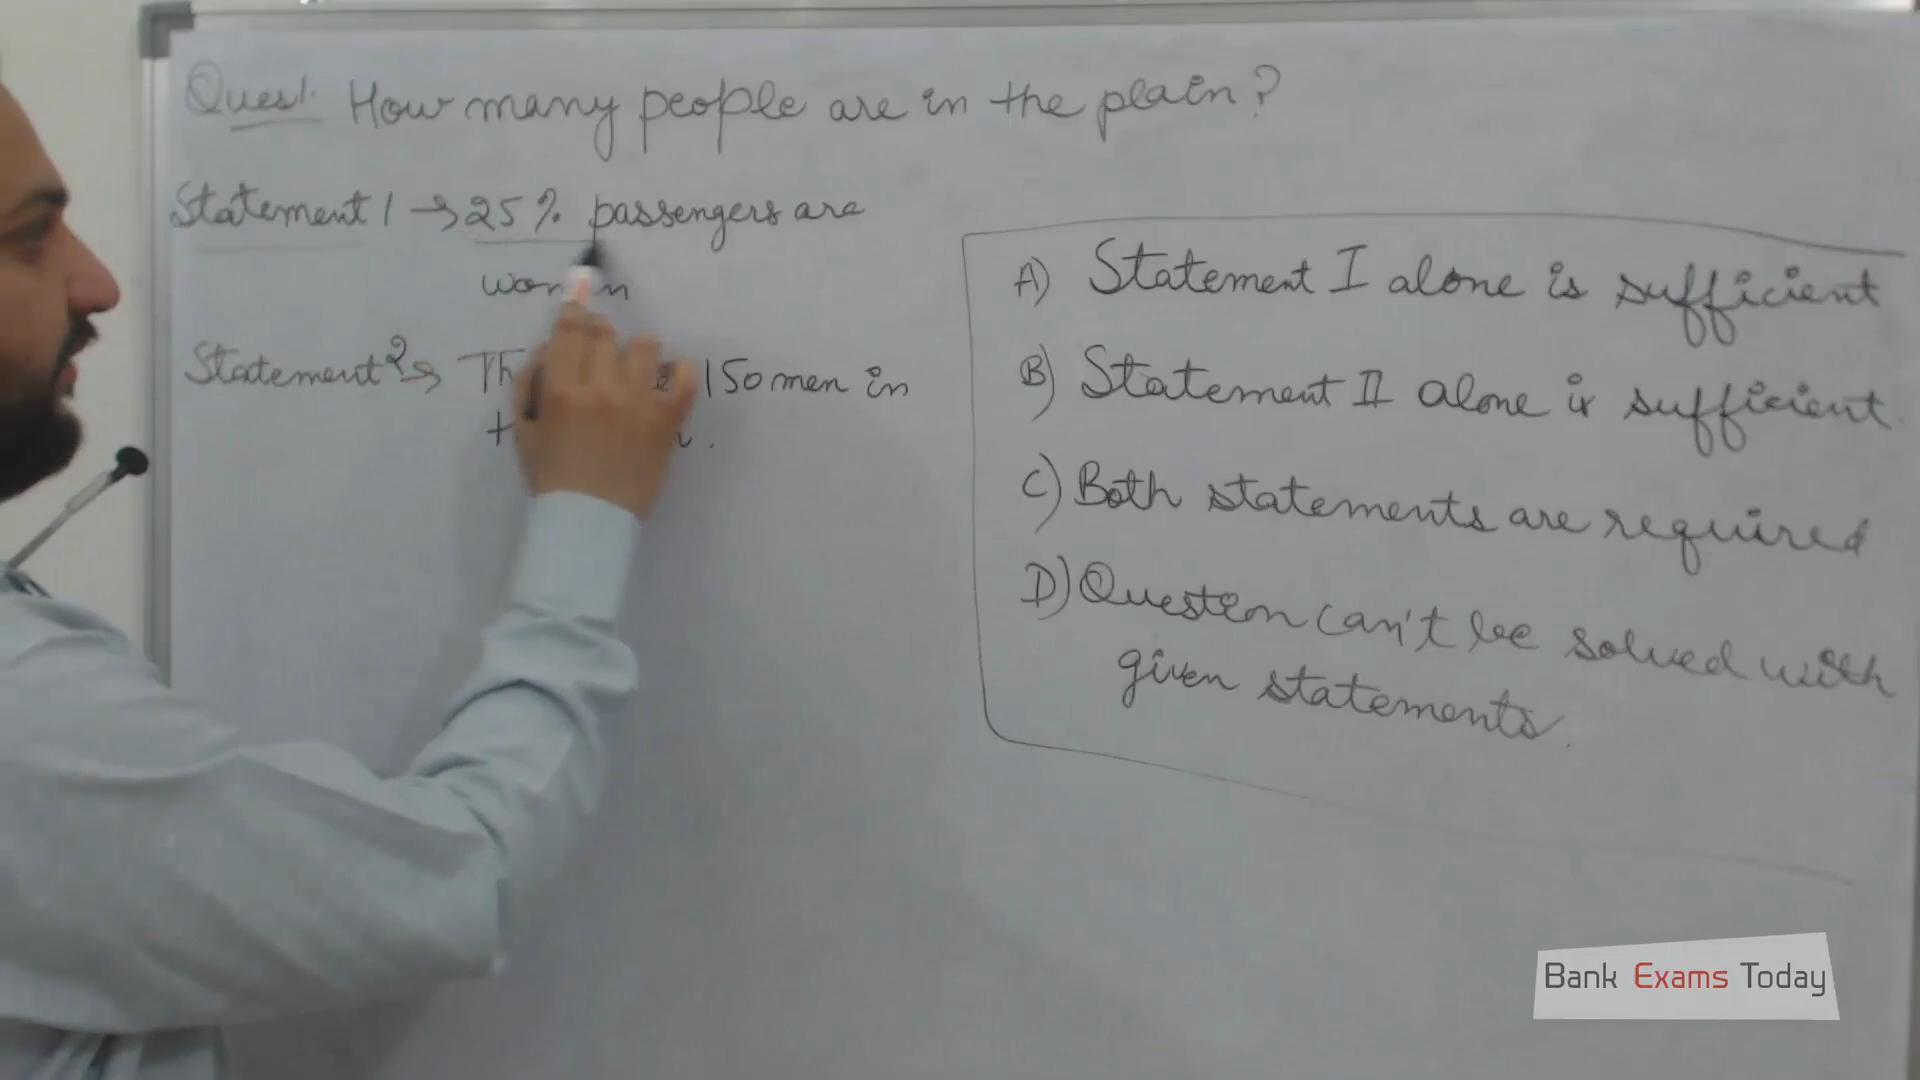 Ques1. How many people are in the plain?
Statement 1 → 25% passengers are
Statement 2 → 150 men in
A) Statement I alone is sufficient
B) Statement II alone is sufficient
C) Both statements are required
D) Question can't be solved with
given statements.
Bank Exams Today